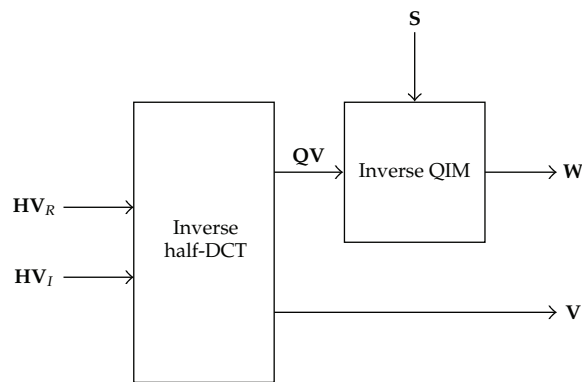 S
QV
Inverse QIM
W
HV_R
Inverse
half-DCT
HV_I
V